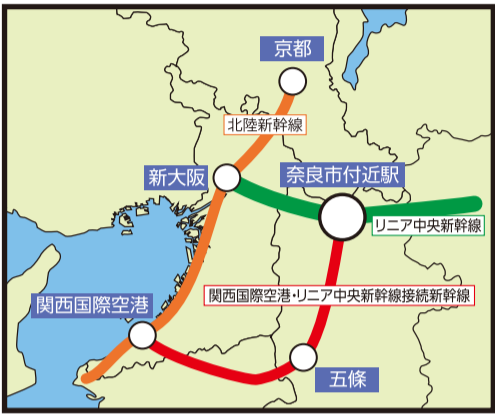 京都
北陸新幹線
新大阪
奈良市付近駅
リニア中央新幹線
関西国際空港・リニア中央新幹線接続新幹線
関西国際空港
五條